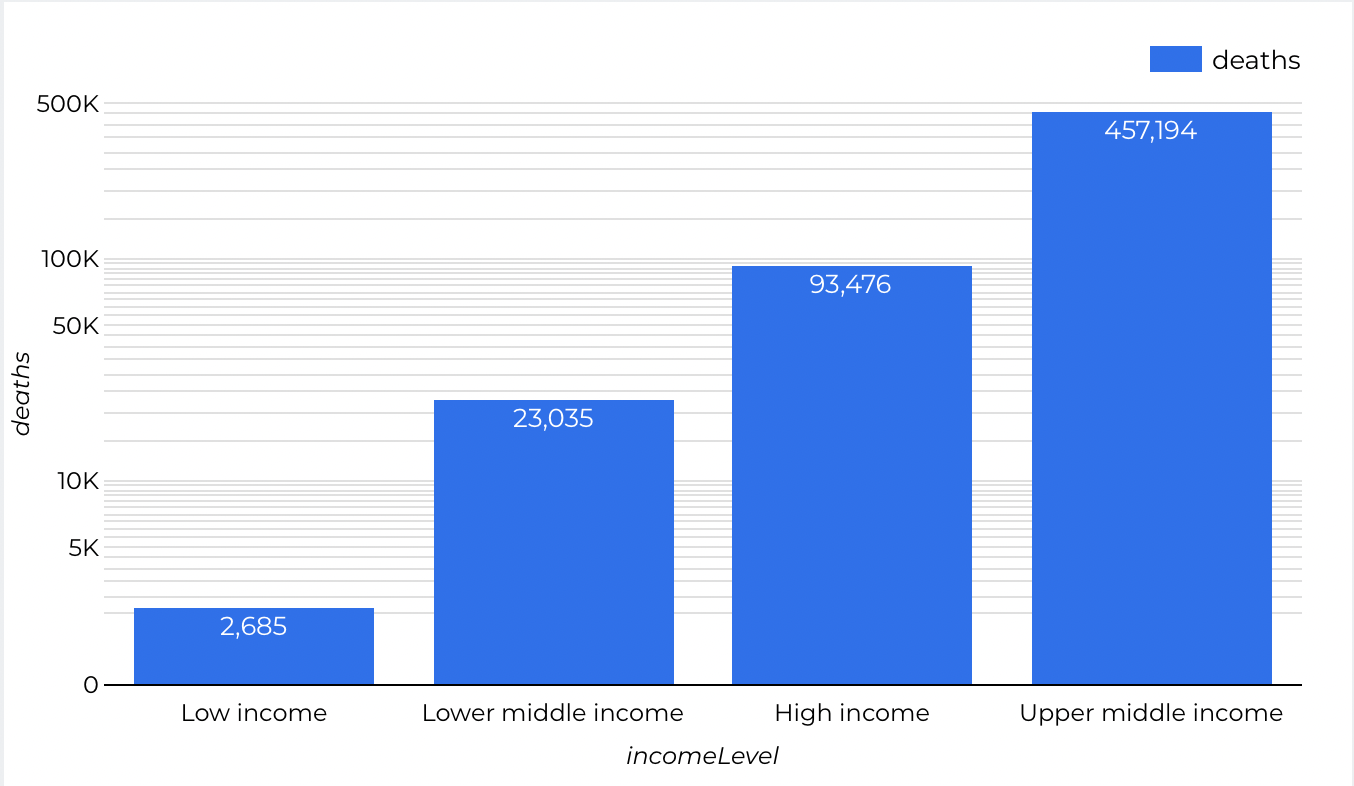 deaths
500K
457,194
100K
93,476
50K
deaths
23,035
10K
5K
2,685
0
Low income
Lower middle income
High income
Upper middle income
incomeLevel